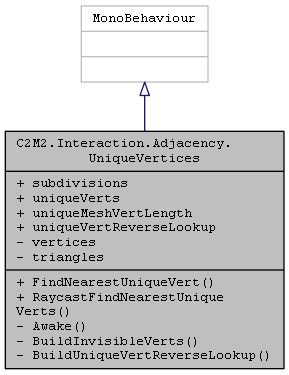 MonoBehaviour
C2M2.Interaction.Adjacency.
UniqueVertices
+ subdivisions
+ uniqueVerts
+ uniqueMeshVertLength
+ uniqueVertReverseLookup
- vertices
- triangles
+ FindNearestUniqueVert()
+ RaycastFindNearestUnique
Verts()
- Awake()
- BuildInvisibleVerts()
- BuildUniqueVertReverseLookup()